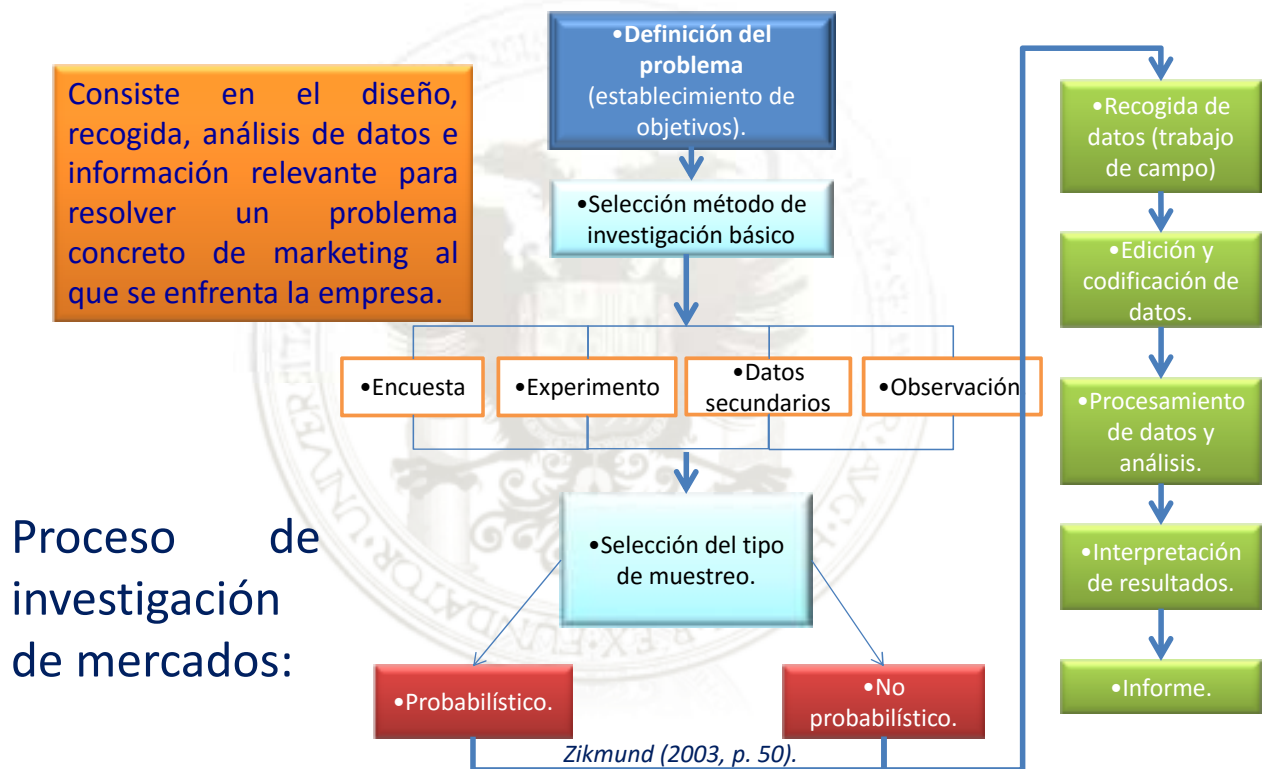 •Definición del
problema
(establecimiento de
objetivos).
Consiste en el diseño,
recogida, análisis de datos e
información relevante para
resolver un problema
concreto de marketing al
que se enfrenta la empresa.
•Selección método de
investigación básico
•Encuesta
•Experimento
•Datos
secundarios
•Observación
•Selección del tipo
de muestreo.
Proceso de
investigación
de mercados:
•Probabilístico.
•No
probabilístico.
Zikmund (2003, p. 50).
•Recogida de
datos (trabajo
de campo)
•Edición y
codificación de
datos.
•Procesamiento
de datos y
análisis.
•Interpretación
de resultados.
•Informe.